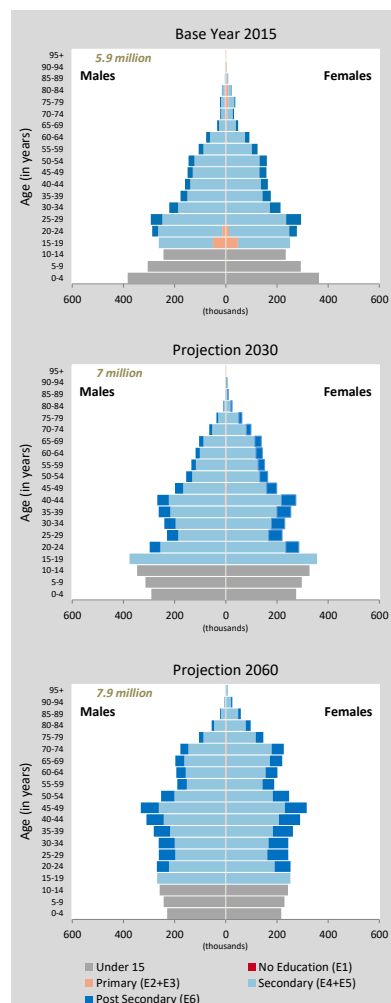 Base Year 2015
5.9 million
Males Females
Age (in years)
95+
90-94
85-89
80-84
75-79
70-74
65-69
60-64
55-59
50-54
45-49
40-44
35-39
30-34
25-29
20-24
15-19
10-14
5-9
0-4
600 400 200 0 200 400 600
(thousands)
Projection 2030
7 million
Males Females
Age (in years)
95+
90-94
85-89
80-84
75-79
70-74
65-69
60-64
55-59
50-54
45-49
40-44
35-39
30-34
25-29
20-24
15-19
10-14
5-9
0-4
600 400 200 0 200 400 600
(thousands)
Projection 2060
7.9 million
Males Females
Age (in years)
95+
90-94
85-89
80-84
75-79
70-74
65-69
60-64
55-59
50-54
45-49
40-44
35-39
30-34
25-29
20-24
15-19
10-14
5-9
0-4
600 400 200 0 200 400 600
(thousands)
Under 15 No Education (E1)
Primary (E2+E3) Secondary (E4+E5)
Post Secondary (E6)